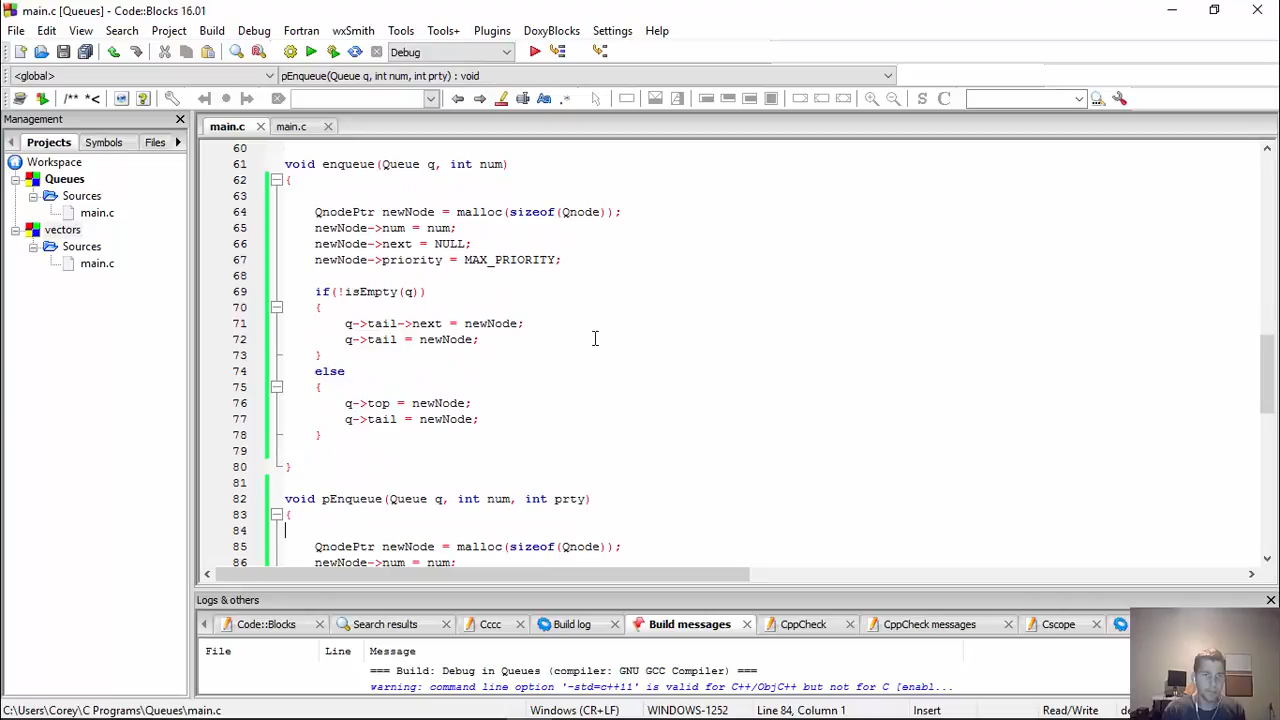 main.c [Queues] - Code::Blocks 16.01
File Edit View Search Project Build Debug Fortran wxSmith Tools Tools+ Plugins DoxyBlocks Settings Help
Debug
<global> pEnqueue(Queue q, int num, int prty) : void
/** *< S C
Management
main.c main.c
Projects Symbols Files
Workspace
Queues
Sources
main.c
vectors
Sources
main.c
60
61 void enqueue(Queue q, int num)
62 {
63
64 QnodePtr newNode = malloc(sizeof(Qnode));
65 newNode->num = num;
66 newNode->next = NULL;
67 newNode->priority = MAX_PRIORITY;
68
69 if(!isEmpty(q))
70 {
71 q->tail->next = newNode;
72 q->tail = newNode;
73 }
74 else
75 {
76 q->top = newNode;
77 q->tail = newNode;
78 }
79
80 }
81
82 void pEnqueue(Queue q, int num, int prty)
83 {
84
85 QnodePtr newNode = malloc(sizeof(Qnode));
86 newNode->num = num;
Logs & others
Code::Blocks Search results Cccc Build log Build messages CppCheck CppCheck messages Cscope
File Line Message
=== Build: Debug in Queues (compiler: GNU GCC Compiler) ===
warning: command line option '-std=c++11' is valid for C++/ObjC++ but not for C [enabl...
C:\Users\Corey\C Programs\Queues\main.c Windows (CR+LF) WINDOWS-1252 Line 84, Column 1 Insert Read/Write de